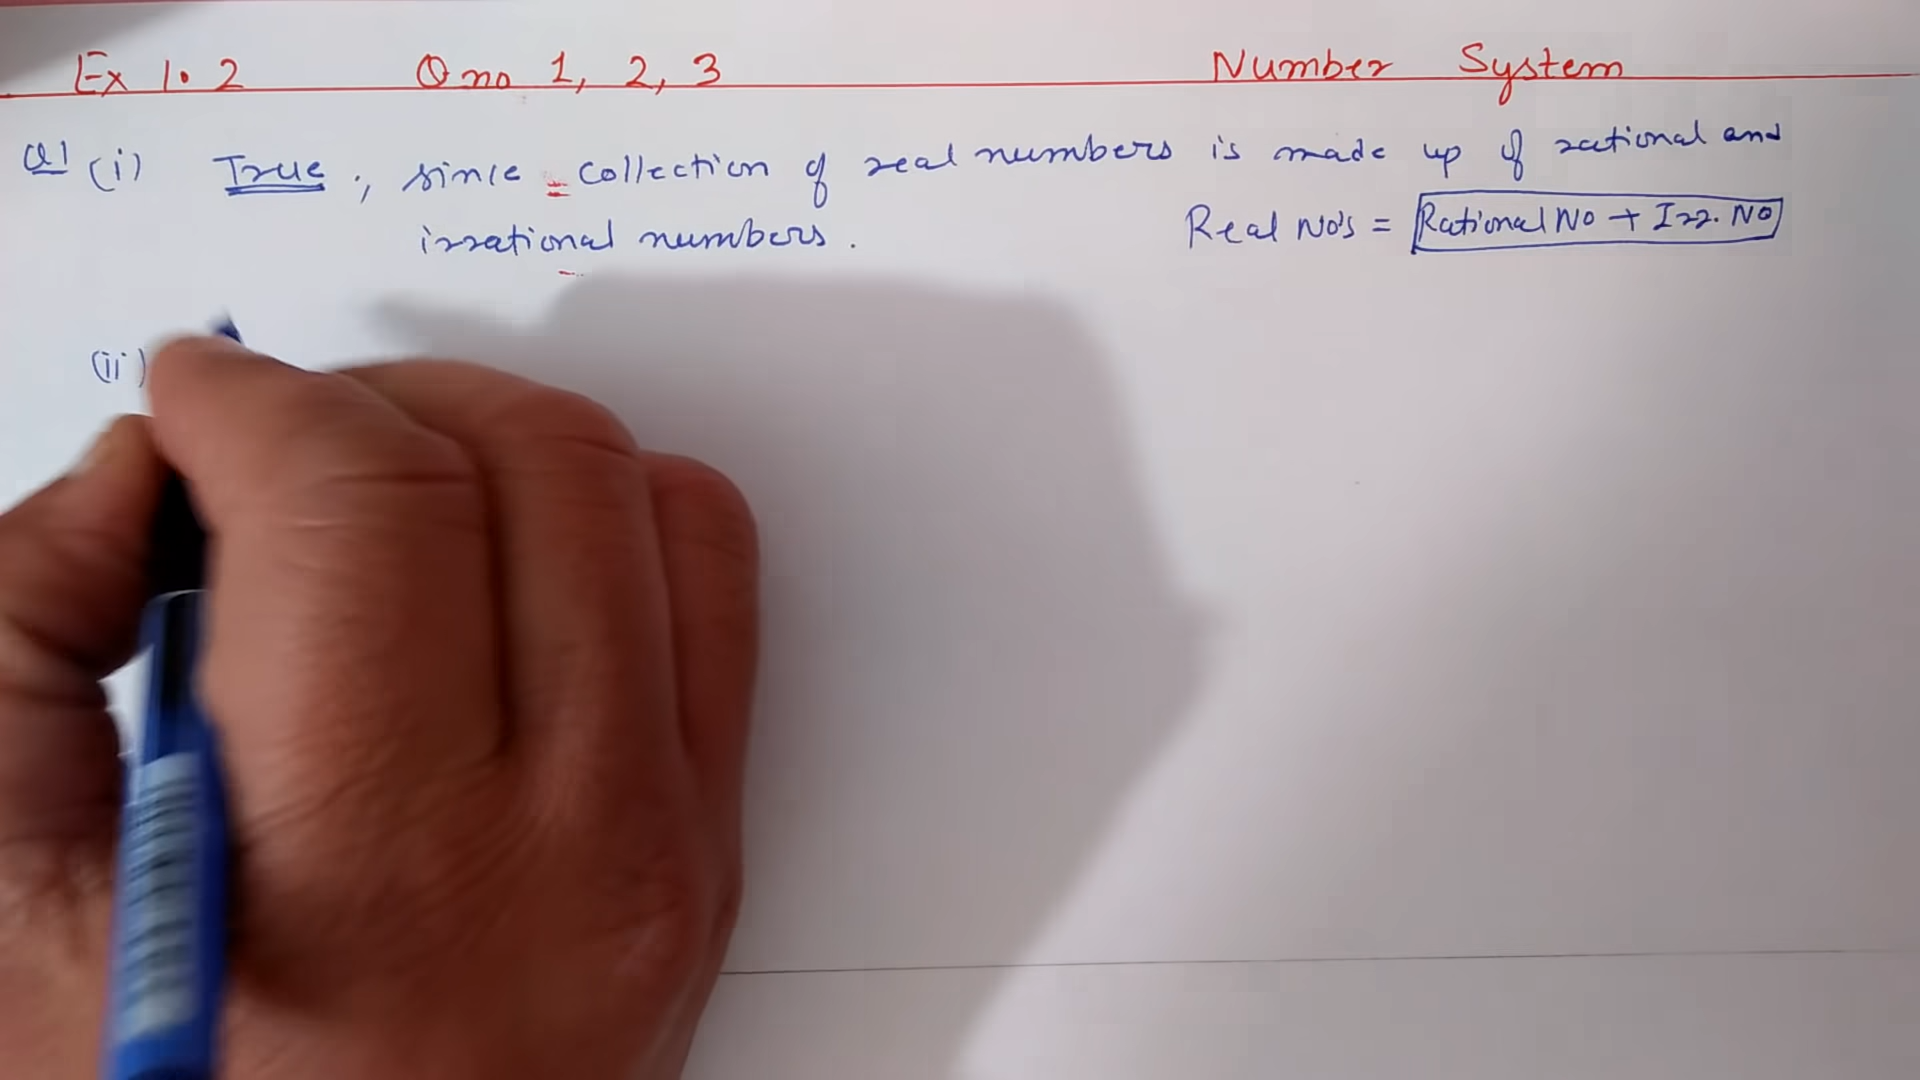 Ex 1.2 Q no 1, 2, 3 Number System
Q1 (i) True, since collection of real numbers is made up of rational and
irrational numbers.
Real No's = Rational No + Irr. No
(ii)